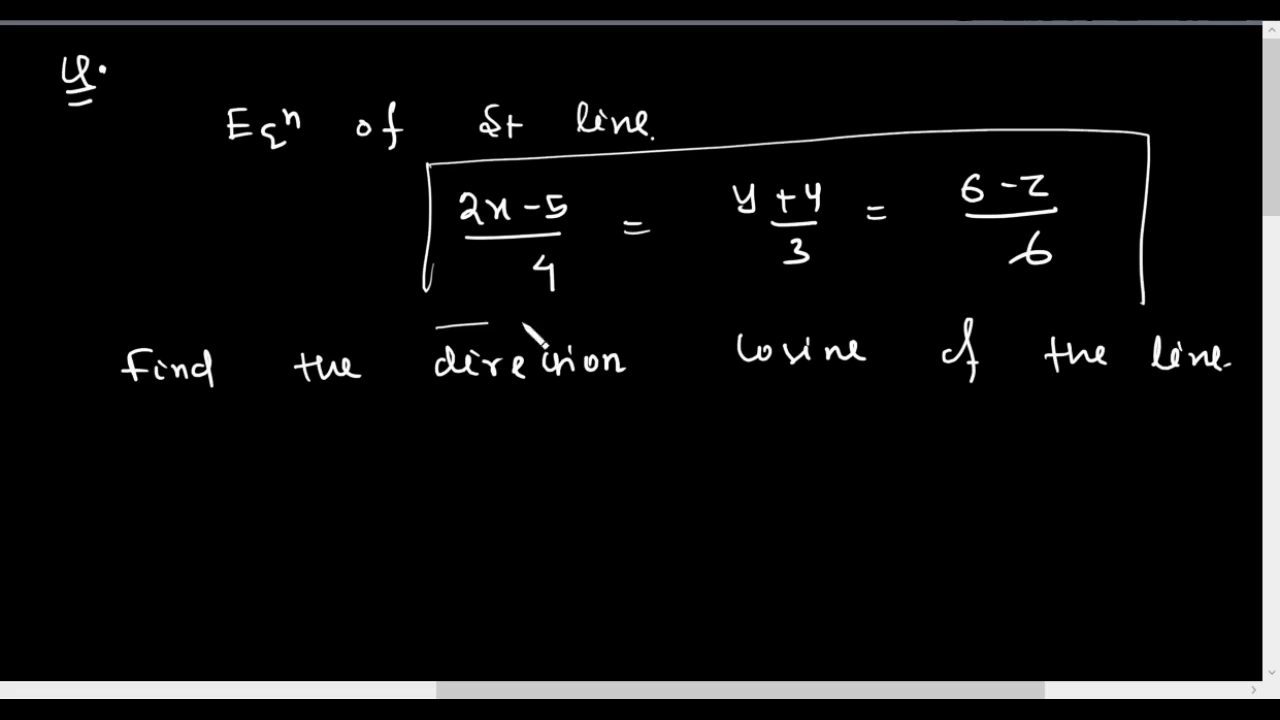 Q.
Eqⁿ of St line.
2x-5/4 = y+4/3 = 6-z/6
Find the direction cosine of the line.